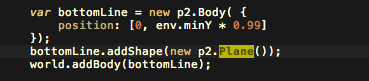 var bottomLine = new p2.Body( {
position: [0, env.minY * 0.99]
});
bottomLine.addShape(new p2.Plane());
world.addBody(bottomLine);